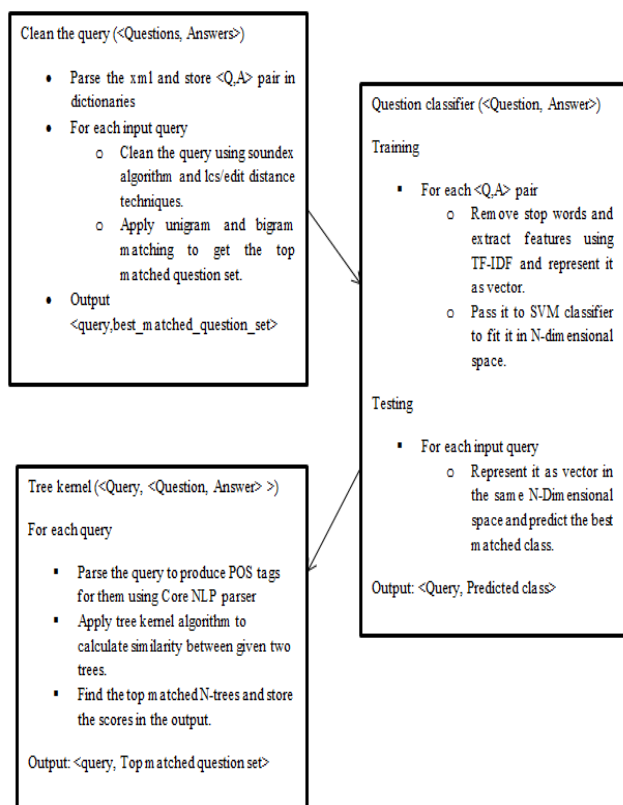 Clean the query (<Questions, Answers>)
• Parse the xml and store <Q,A> pair in
dictionaries
• For each input query
o Clean the query using soundex
algorithm and lcs/edit distance
techniques.
o Apply unigram and bigram
matching to get the top
matched question set.
• Output
<query,best_matched_question_set>
Question classifier (<Question, Answer>)
Training
▪ For each <Q,A> pair
o Remove stop words and
extract features using
TF-IDF and represent it
as vector.
o Pass it to SVM classifier
to fit it in N-dimensional
space.
Testing
▪ For each input query
o Represent it as vector in
the same N-Dimensional
space and predict the best
matched class.
Output: <Query, Predicted class>
Tree kernel (<Query, <Question, Answer> >)
For each query
▪ Parse the query to produce POS tags
for them using Core NLP parser
▪ Apply tree kernel algorithm to
calculate similarity between given two
trees.
▪ Find the top matched N-trees and store
the scores in the output.
Output: <query, Top matched question set>